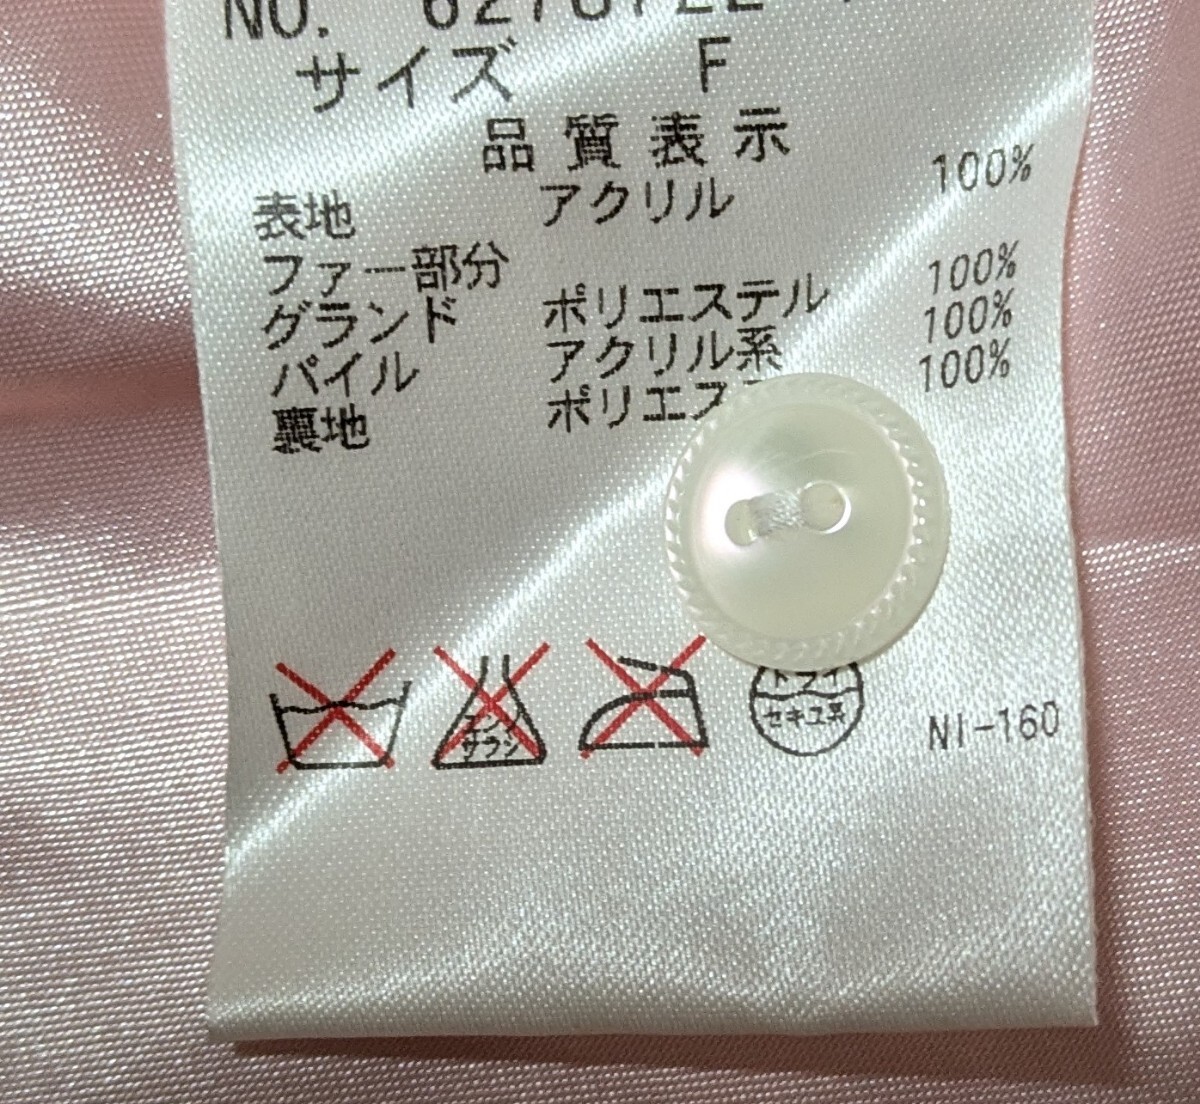 NO.
サイズ F
品質表示
表地 アクリル 100%
ファー部分
グランド ポリエステル 100%
パイル アクリル系 100%
裏地 100%
エンソ
サラシ
ドライ
セキユ系
NI-160